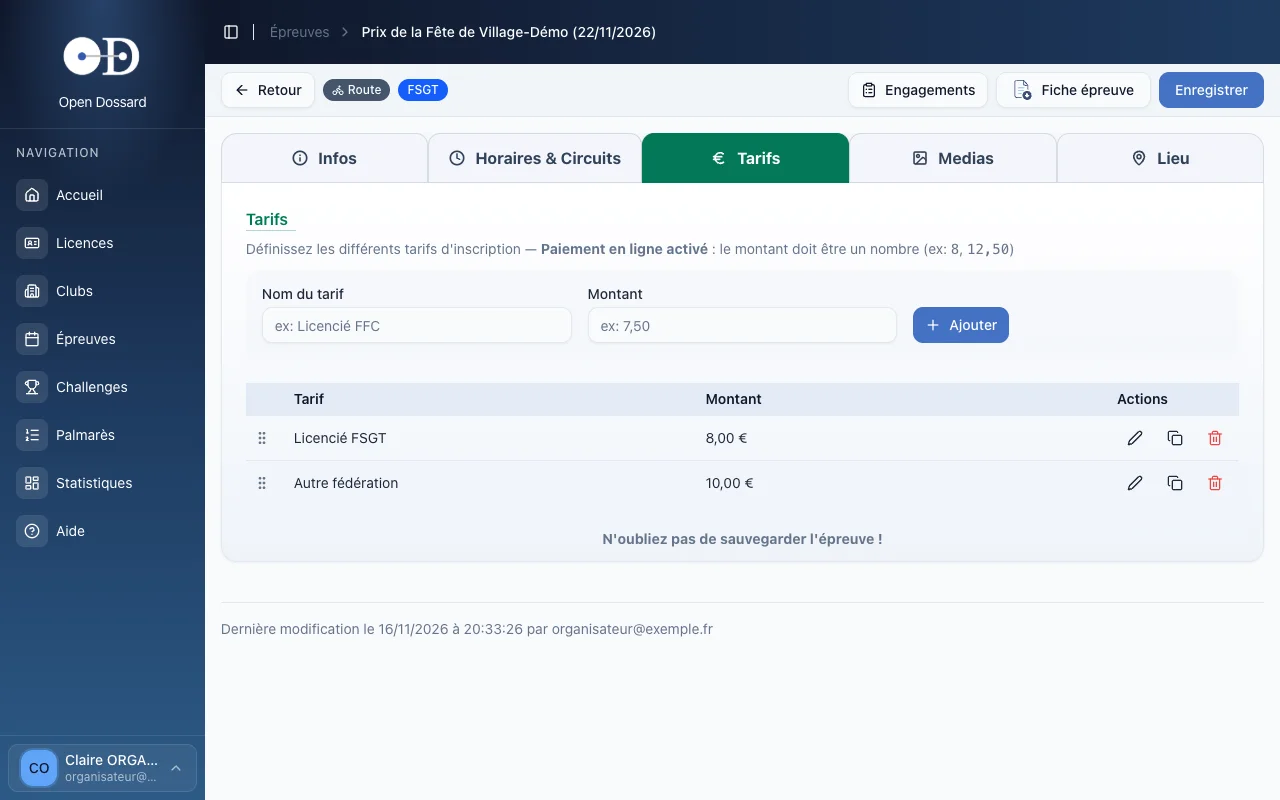 Open Dossard
NAVIGATION
Accueil
Licences
Clubs
Épreuves
Challenges
Palmarès
Statistiques
Aide
CO
Claire ORGA...
organisateur@...
Épreuves
Prix de la Fête de Village-Démo (22/11/2026)
Retour
Route
FSGT
Engagements
Fiche épreuve
Enregistrer
Infos
Horaires & Circuits
€ Tarifs
Medias
Lieu
Tarifs
Définissez les différents tarifs d'inscription — Paiement en ligne activé : le montant doit être un nombre (ex: 8, 12,50)
Nom du tarif
Montant
ex: Licencié FFC
ex: 7,50
Ajouter
Tarif
Montant
Actions
Licencié FSGT
8,00 €
Autre fédération
10,00 €
N'oubliez pas de sauvegarder l'épreuve !
Dernière modification le 16/11/2026 à 20:33:26 par organisateur@exemple.fr